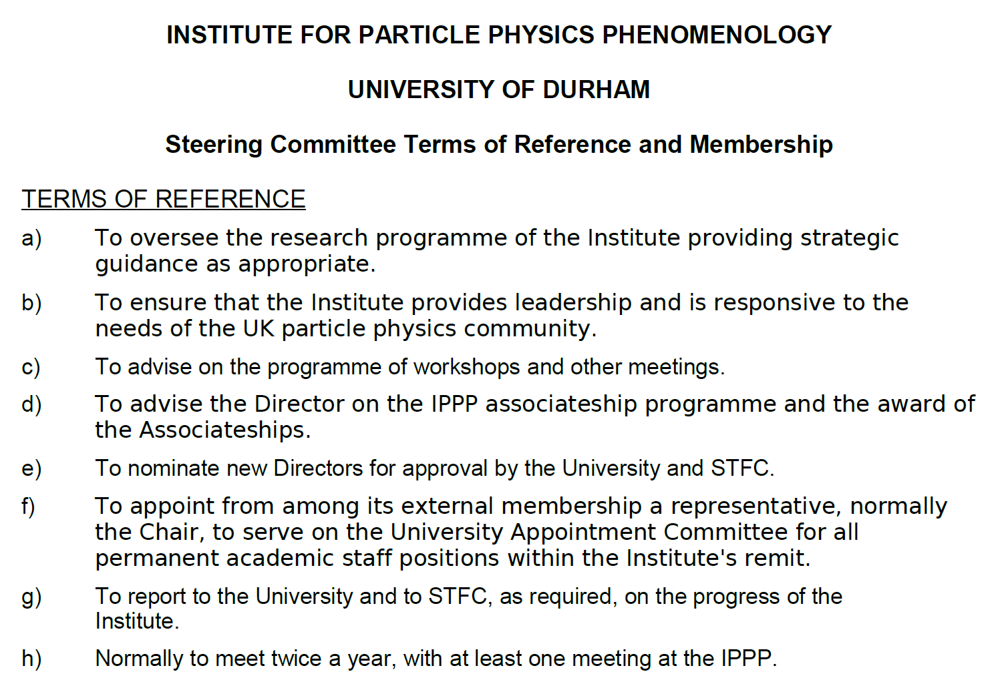 INSTITUTE FOR PARTICLE PHYSICS PHENOMENOLOGY
UNIVERSITY OF DURHAM
Steering Committee Terms of Reference and Membership
TERMS OF REFERENCE
a) To oversee the research programme of the Institute providing strategic
guidance as appropriate.
b) To ensure that the Institute provides leadership and is responsive to the
needs of the UK particle physics community.
c) To advise on the programme of workshops and other meetings.
d) To advise the Director on the IPPP associateship programme and the award of
the Associateships.
e) To nominate new Directors for approval by the University and STFC.
f) To appoint from among its external membership a representative, normally
the Chair, to serve on the University Appointment Committee for all
permanent academic staff positions within the Institute's remit.
g) To report to the University and to STFC, as required, on the progress of the
Institute.
h) Normally to meet twice a year, with at least one meeting at the IPPP.